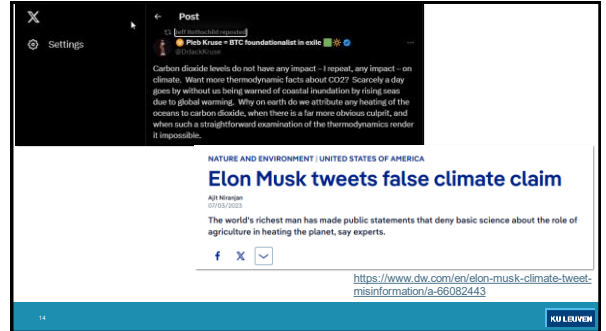 X
← Post
Settings
Jeff Rothschild reposted
Pleb Kruse = BTC foundationalist in exile
@DrJackKruse
Carbon dioxide levels do not have any impact – I repeat, any impact – on
climate. Want more thermodynamic facts about CO2? Scarcely a day
goes by without us being warned of coastal inundation by rising seas
due to global warming. Why on earth do we attribute any heating of the
oceans to carbon dioxide, when there is a far more obvious culprit, and
when such a straightforward examination of the thermodynamics render
it impossible.
NATURE AND ENVIRONMENT | UNITED STATES OF AMERICA
Elon Musk tweets false climate claim
Ajit Niranjan
07/03/2023
The world's richest man has made public statements that deny basic science about the role of
agriculture in heating the planet, say experts.
f X
https://www.dw.com/en/elon-musk-climate-tweet-
misinformation/a-66082443
14
KU LEUVEN